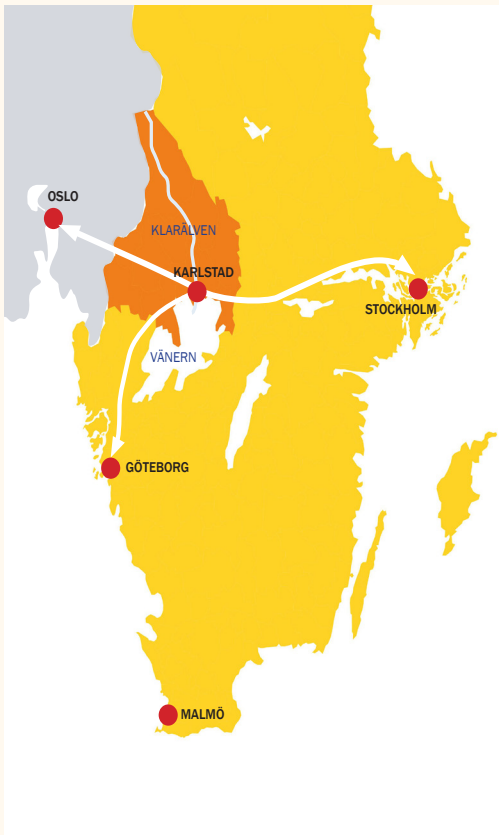 OSLO
KLARÄLVEN
KARLSTAD
STOCKHOLM
VÄNERN
GÖTEBORG
MALMÖ